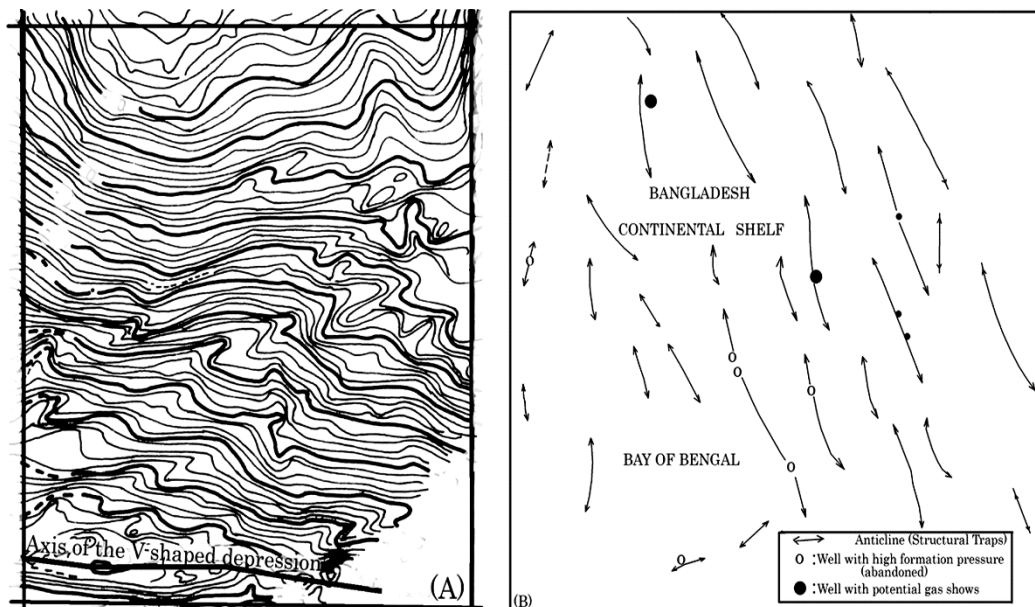 Axis of the V-shaped depression
(A)
BANGLADESH
CONTINENTAL SHELF
BAY OF BENGAL
Anticline (Structural Traps)
:Well with high formation pressure
(abandoned)
:Well with potential gas shows
(B)